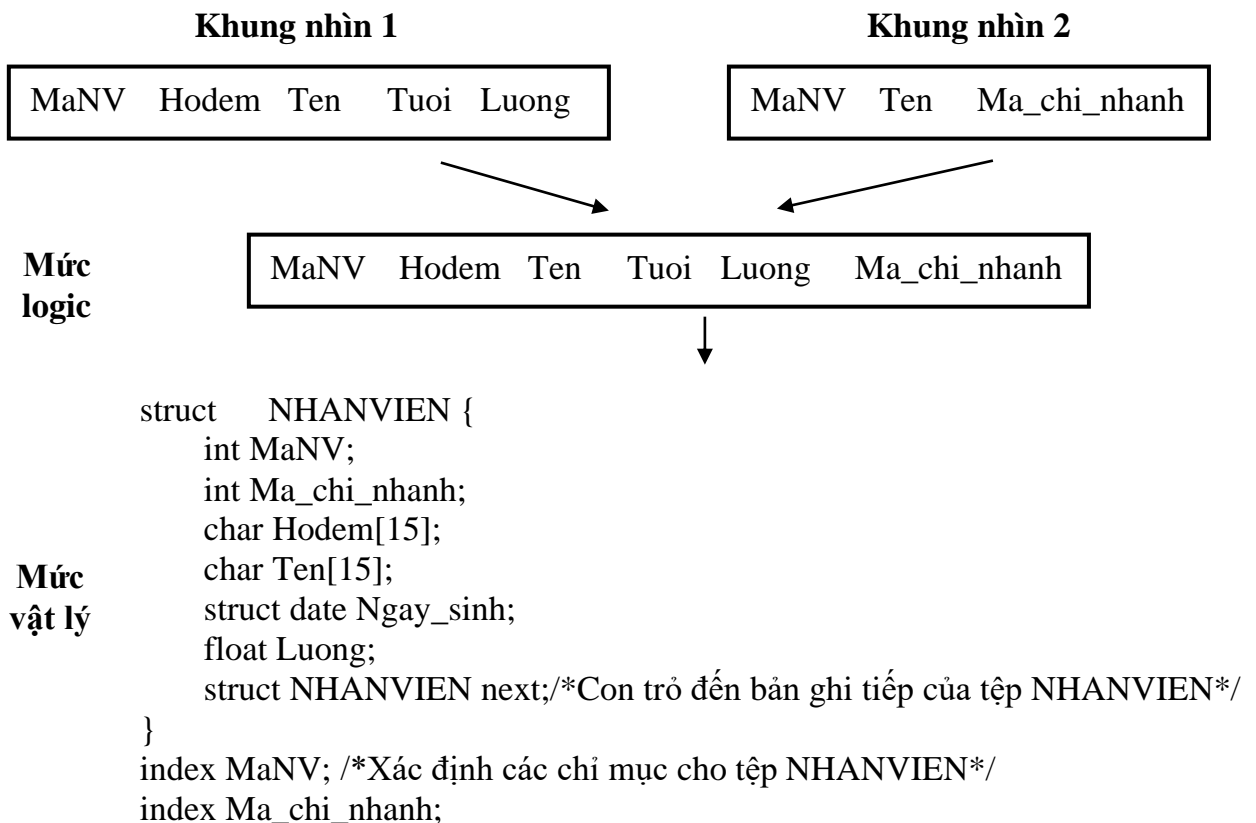 Khung nhìn 1
Khung nhìn 2
MaNV Hodem Ten Tuoi Luong
MaNV Ten Ma_chi_nhanh
Mức
logic
MaNV Hodem Ten Tuoi Luong Ma_chi_nhanh
struct NHANVIEN {
int MaNV;
int Ma_chi_nhanh;
char Hodem[15];
char Ten[15];
Mức
vật lý
struct date Ngay_sinh;
float Luong;
struct NHANVIEN next;/*Con trỏ đến bản ghi tiếp của tệp NHANVIEN*/
}
index MaNV; /*Xác định các chỉ mục cho tệp NHANVIEN*/
index Ma_chi_nhanh;